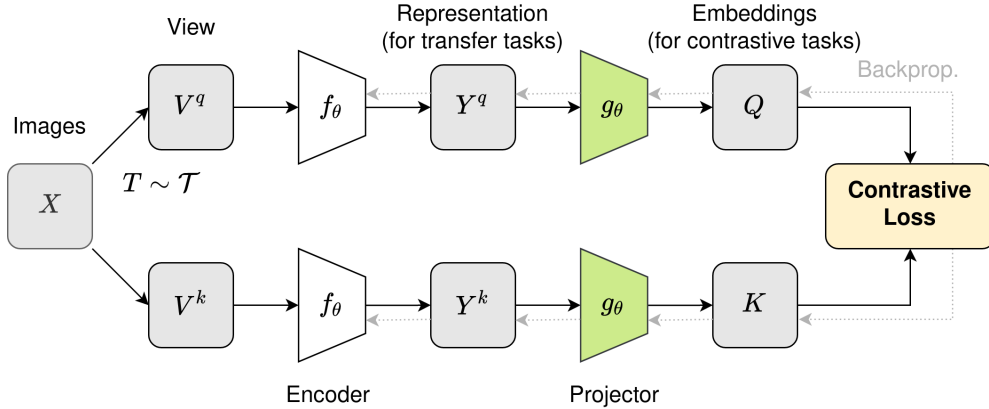 Representation
(for transfer tasks)
Embeddings
(for contrastive tasks)
View
Backprop.
Images
V^q
f_θ
Y^q
g_θ
Q
T ∼ 𝒯
X
Contrastive
Loss
V^k
f_θ
Y^k
g_θ
K
Encoder
Projector